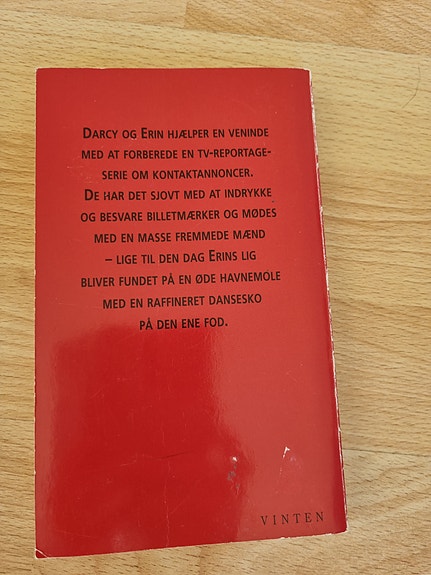 Darcy og Erin hjælper en veninde
med at forberede en tv-reportage-
serie om kontaktannoncer.
De har det sjovt med at indrykke
og besvare billetmærker og mødes
med en masse fremmede mænd
– lige til den dag Erins lig
bliver fundet på en øde havnemole
med en raffineret dansesko
på den ene fod.
VINTEN